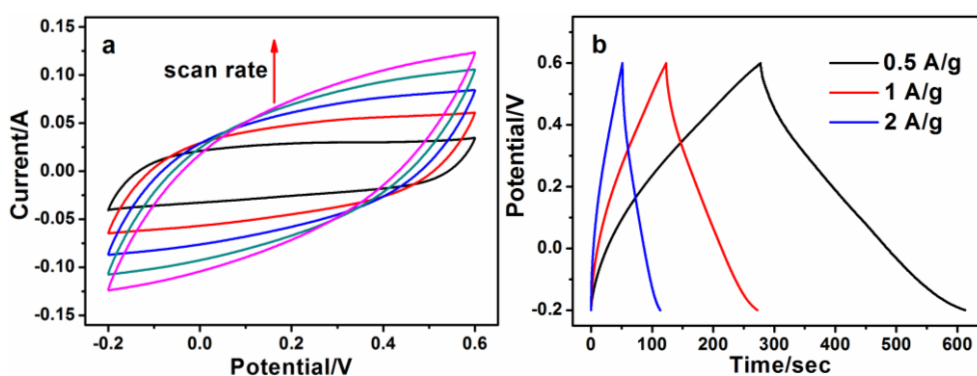 a
scan rate
Current/A
0.15
0.10
0.05
0.00
-0.05
-0.10
-0.15
-0.2 0.0 0.2 0.4 0.6
Potential/V
b
0.5 A/g
1 A/g
2 A/g
Potential/V
0.6
0.4
0.2
0.0
-0.2
0 100 200 300 400 500 600
Time/sec